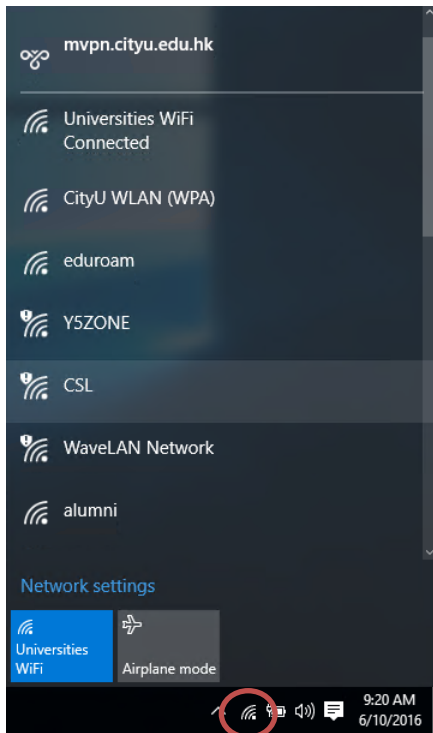 mvpn.cityu.edu.hk
Universities WiFi
Connected
CityU WLAN (WPA)
eduroam
Y5ZONE
CSL
WaveLAN Network
alumni
Network settings
Universities
WiFi
Airplane mode
9:20 AM
6/10/2016